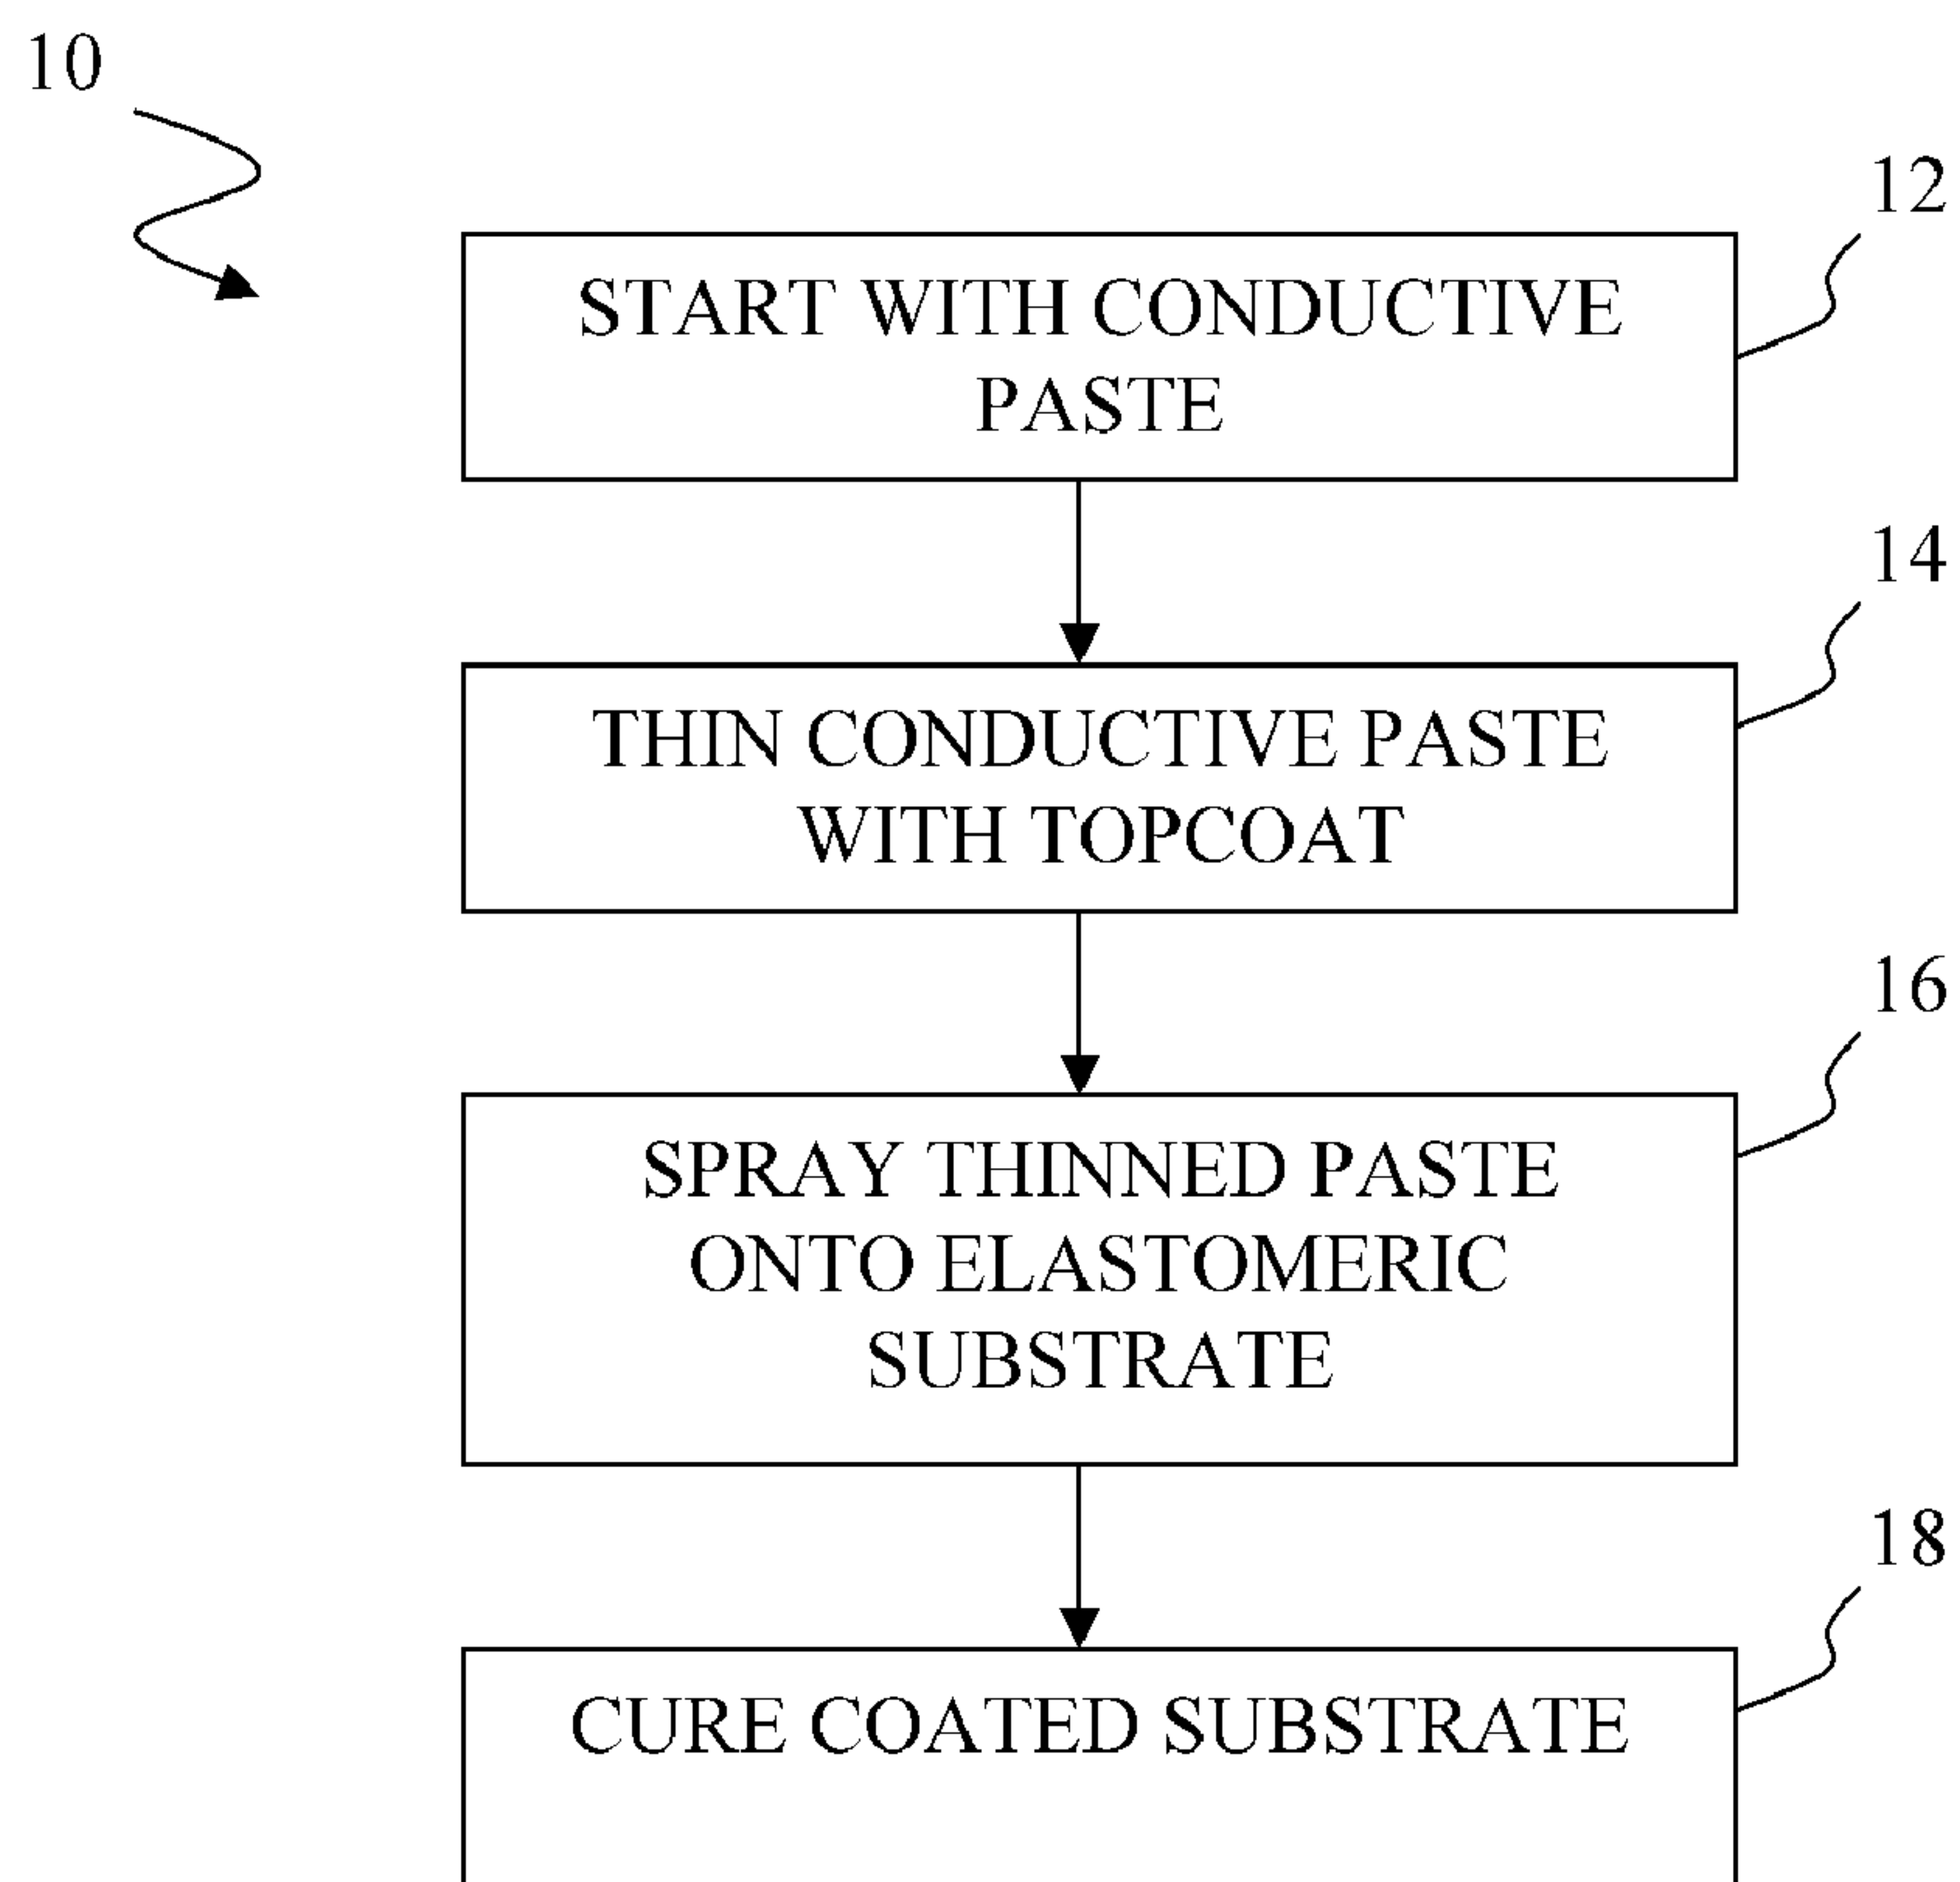 10
12
START WITH CONDUCTIVE
PASTE
14
THIN CONDUCTIVE PASTE
WITH TOPCOAT
16
SPRAY THINNED PASTE
ONTO ELASTOMERIC
SUBSTRATE
18
CURE COATED SUBSTRATE